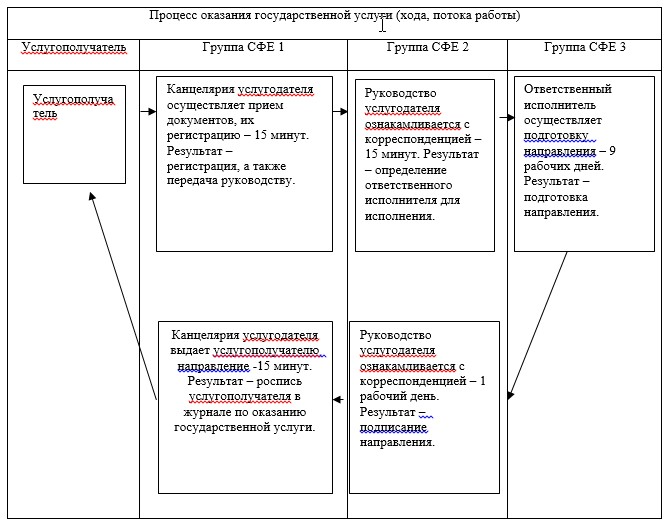 Процесс оказания государственной услуги (хода, потока работы)
Услугополучатель
Группа СФЕ 1
Группа СФЕ 2
Группа СФЕ 3
Услугополуча
тель
Канцелярия услугодателя
осуществляет прием
документов, их
регистрацию – 15 минут.
Результат –
регистрация, а также
передача руководству.
Руководство
услугодателя
ознакамливается с
корреспонденцией –
15 минут. Результат
– определение
ответственного
исполнителя для
исполнения.
Ответственный
исполнитель
осуществляет
подготовку
направления – 9
рабочих дней.
Результат –
подготовка
направления.
Канцелярия услугодателя
выдает услугополучателю
направление -15 минут.
Результат – роспись
услугополучателя в
журнале по оказанию
государственной услуги.
Руководство
услугодателя
ознакамливается с
корреспонденцией – 1
рабочий день.
Результат –
подписание
направления.